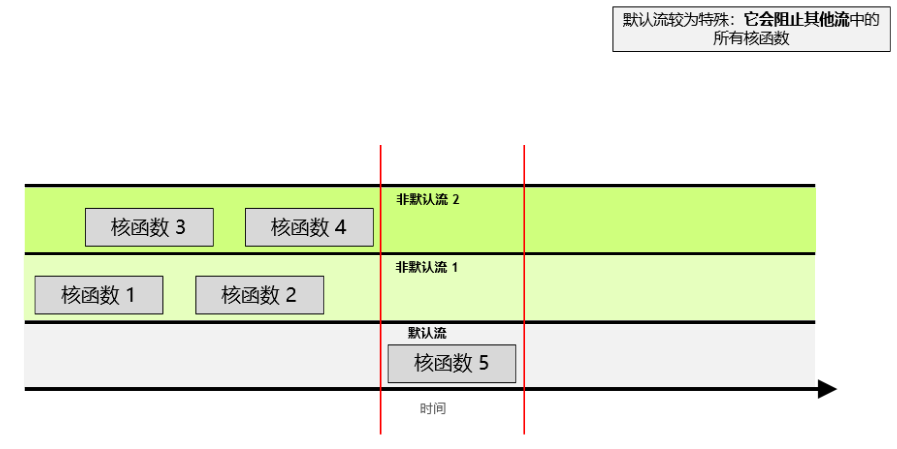 默认流较为特殊：它会阻止其他流中的
所有核函数
非默认流 2
核函数 3
核函数 4
非默认流 1
核函数 1
核函数 2
默认流
核函数 5
时间